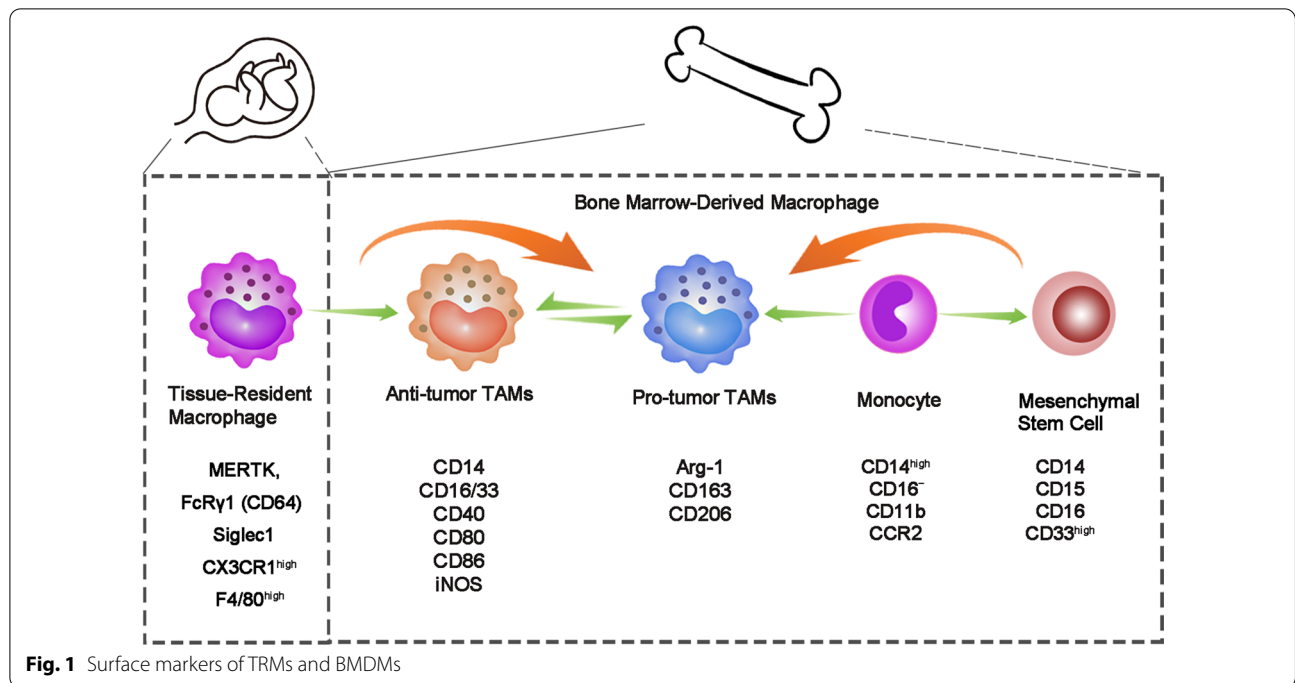 Bone Marrow-Derived Macrophage
Tissue-Resident
Macrophage
MERTK,
FcRγ1 (CD64)
Siglec1
CX3CR1high
F4/80high
Anti-tumor TAMs
CD14
CD16/33
CD40
CD80
CD86
iNOS
Pro-tumor TAMs
Arg-1
CD163
CD206
Monocyte
CD14high
CD16–
CD11b
CCR2
Mesenchymal
Stem Cell
CD14
CD15
CD16
CD33high
Fig. 1 Surface markers of TRMs and BMDMs